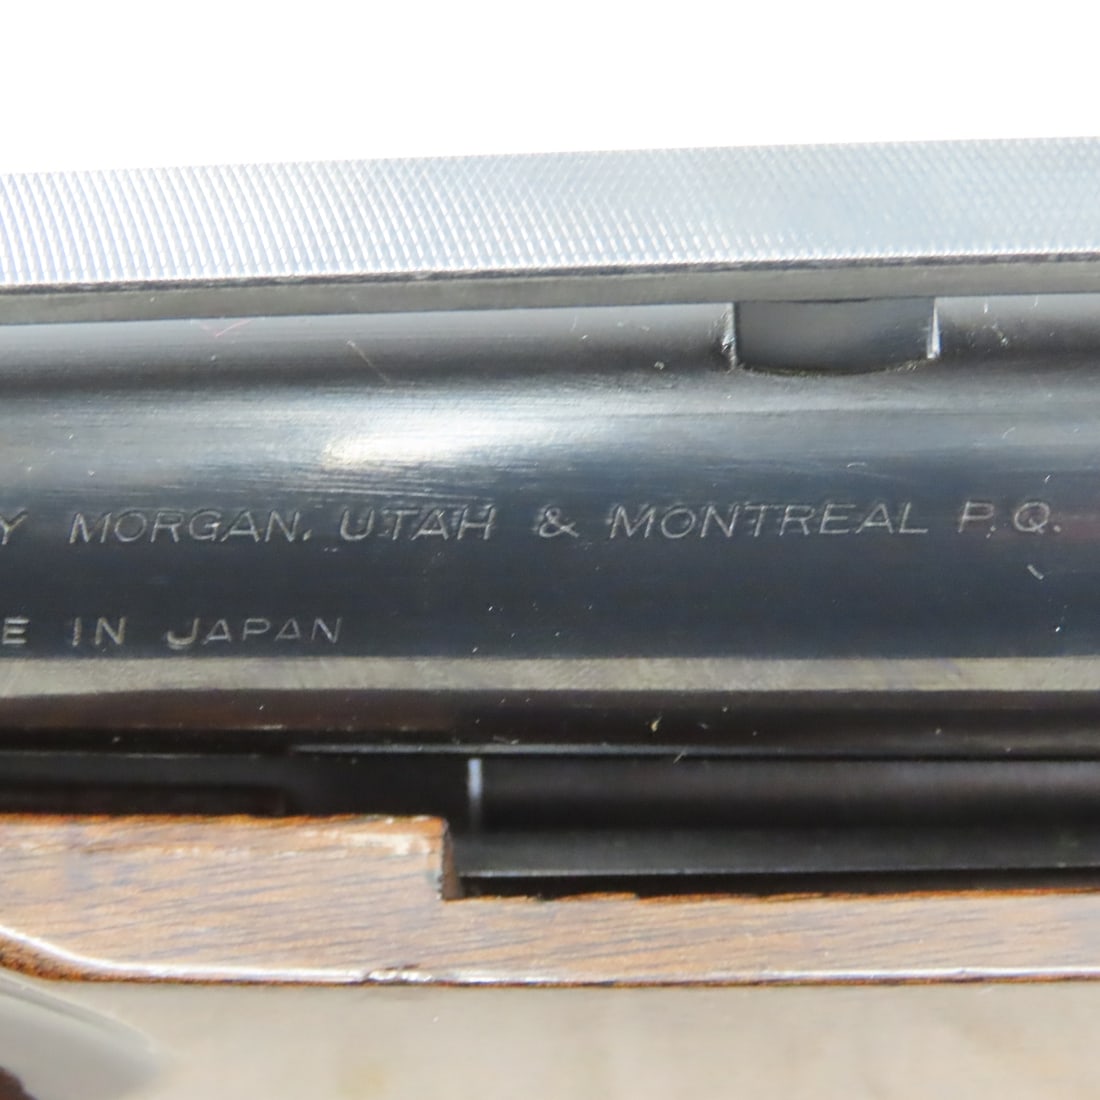 Y MORGAN, UTAH & MONTREAL P.Q.
E IN JAPAN